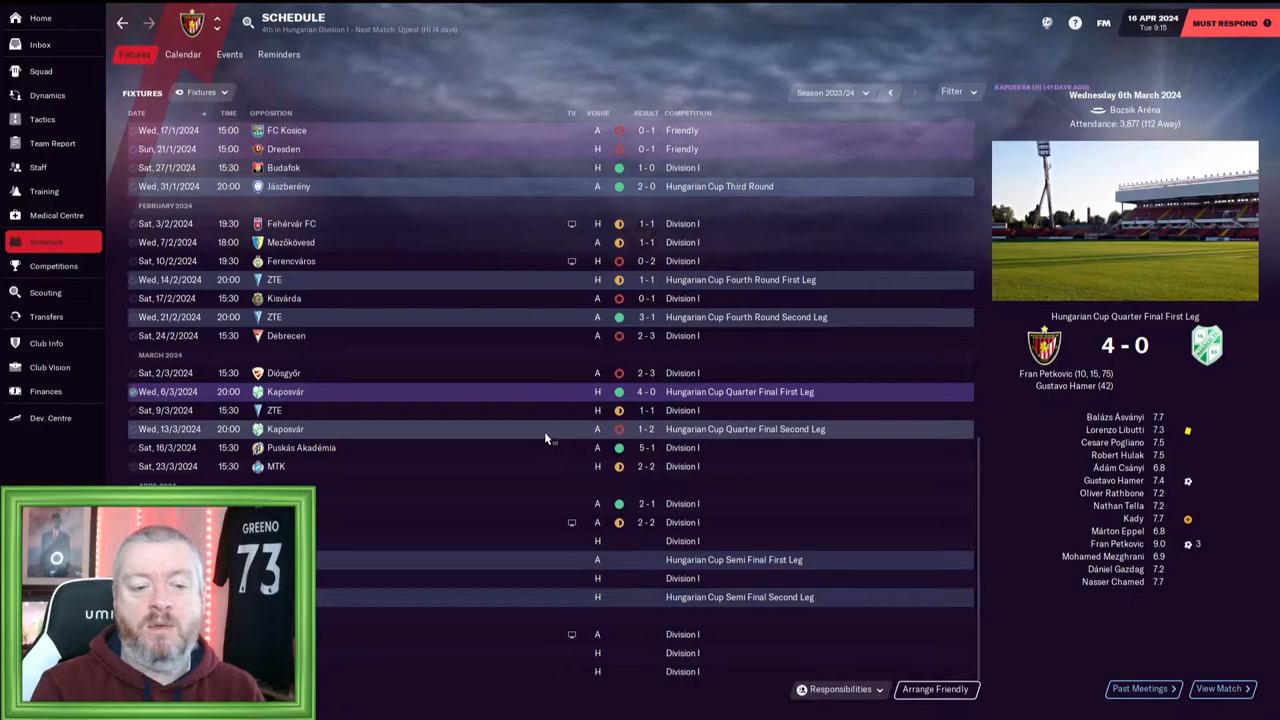 Home
SCHEDULE
4th in Hungarian Division I - Next Match: Ujpest (H) (4 days)
FM
16 APR 2024
Tue 9:15
MUST RESPOND
Inbox
Squad
Dynamics
Tactics
Team Report
Staff
Training
Medical Centre
Schedule
Competitions
Scouting
Transfers
Club Info
Club Vision
Finances
Dev. Centre
Fixtures
Calendar
Events
Reminders
FIXTURES
Fixtures
Season 2023/24
Filter
DATE TIME OPPOSITION TV VENUE RESULT COMPETITION
Wed, 17/1/2024 15:00 FC Kosice A 0 - 1 Friendly
Sun, 21/1/2024 15:00 Dresden H 0 - 1 Friendly
Sat, 27/1/2024 15:30 Budafok H 1 - 0 Division I
Wed, 31/1/2024 20:00 Jászberény A 2 - 0 Hungarian Cup Third Round
FEBRUARY 2024
Sat, 3/2/2024 19:30 Fehérvár FC H 1 - 1 Division I
Wed, 7/2/2024 18:00 Mezőkövesd A 1 - 1 Division I
Sat, 10/2/2024 19:30 Ferencváros H 0 - 2 Division I
Wed, 14/2/2024 20:00 ZTE H 1 - 1 Hungarian Cup Fourth Round First Leg
Sat, 17/2/2024 15:30 Kisvárda A 0 - 1 Division I
Wed, 21/2/2024 20:00 ZTE A 3 - 1 Hungarian Cup Fourth Round Second Leg
Sat, 24/2/2024 15:30 Debrecen A 2 - 3 Division I
MARCH 2024
Sat, 2/3/2024 15:30 Diósgyőr A 2 - 3 Division I
Wed, 6/3/2024 20:00 Kaposvár H 4 - 0 Hungarian Cup Quarter Final First Leg
Sat, 9/3/2024 15:30 ZTE H 1 - 1 Division I
Wed, 13/3/2024 20:00 Kaposvár A 1 - 2 Hungarian Cup Quarter Final Second Leg
Sat, 16/3/2024 15:30 Puskás Akadémia A 5 - 1 Division I
Sat, 23/3/2024 15:30 MTK H 2 - 2 Division I
A 2 - 1 Division I
A 2 - 2 Division I
H Division I
A Hungarian Cup Semi Final First Leg
H Division I
H Hungarian Cup Semi Final Second Leg
A Division I
H Division I
H Division I
Responsibilities
Arrange Friendly
KAPOSVÁR (H) (41 DAYS AGO)
Wednesday 6th March 2024
Bozsik Aréna
Attendance: 3,877 (112 Away)
Hungarian Cup Quarter Final First Leg
4 - 0
Fran Petkovic (10, 15, 75)
Gustavo Hamer (42)
Balázs Ásványi 7.7
Lorenzo Libutti 7.3
Cesare Pogliano 7.5
Robert Hulak 7.5
Ádám Csányi 6.8
Gustavo Hamer 7.4
Oliver Rathbone 7.2
Nathan Tella 7.2
Kady 7.7
Márton Eppel 6.8
Fran Petkovic 9.0 3
Mohamed Mezghrani 6.9
Dániel Gazdag 7.2
Nasser Chamed 7.7
Past Meetings
View Match
GREENO
73
UMI